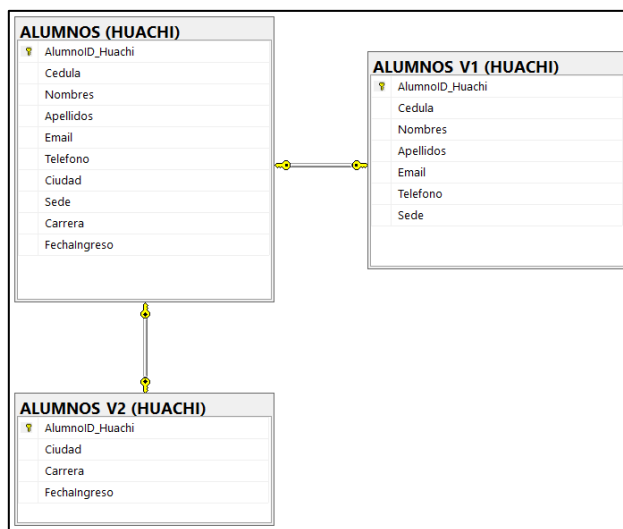 ALUMNOS (HUACHI)
AlumnoID_Huachi
Cedula
Nombres
Apellidos
Email
Telefono
Ciudad
Sede
Carrera
FechaIngreso
ALUMNOS V1 (HUACHI)
AlumnoID_Huachi
Cedula
Nombres
Apellidos
Email
Telefono
Sede
ALUMNOS V2 (HUACHI)
AlumnoID_Huachi
Ciudad
Carrera
FechaIngreso